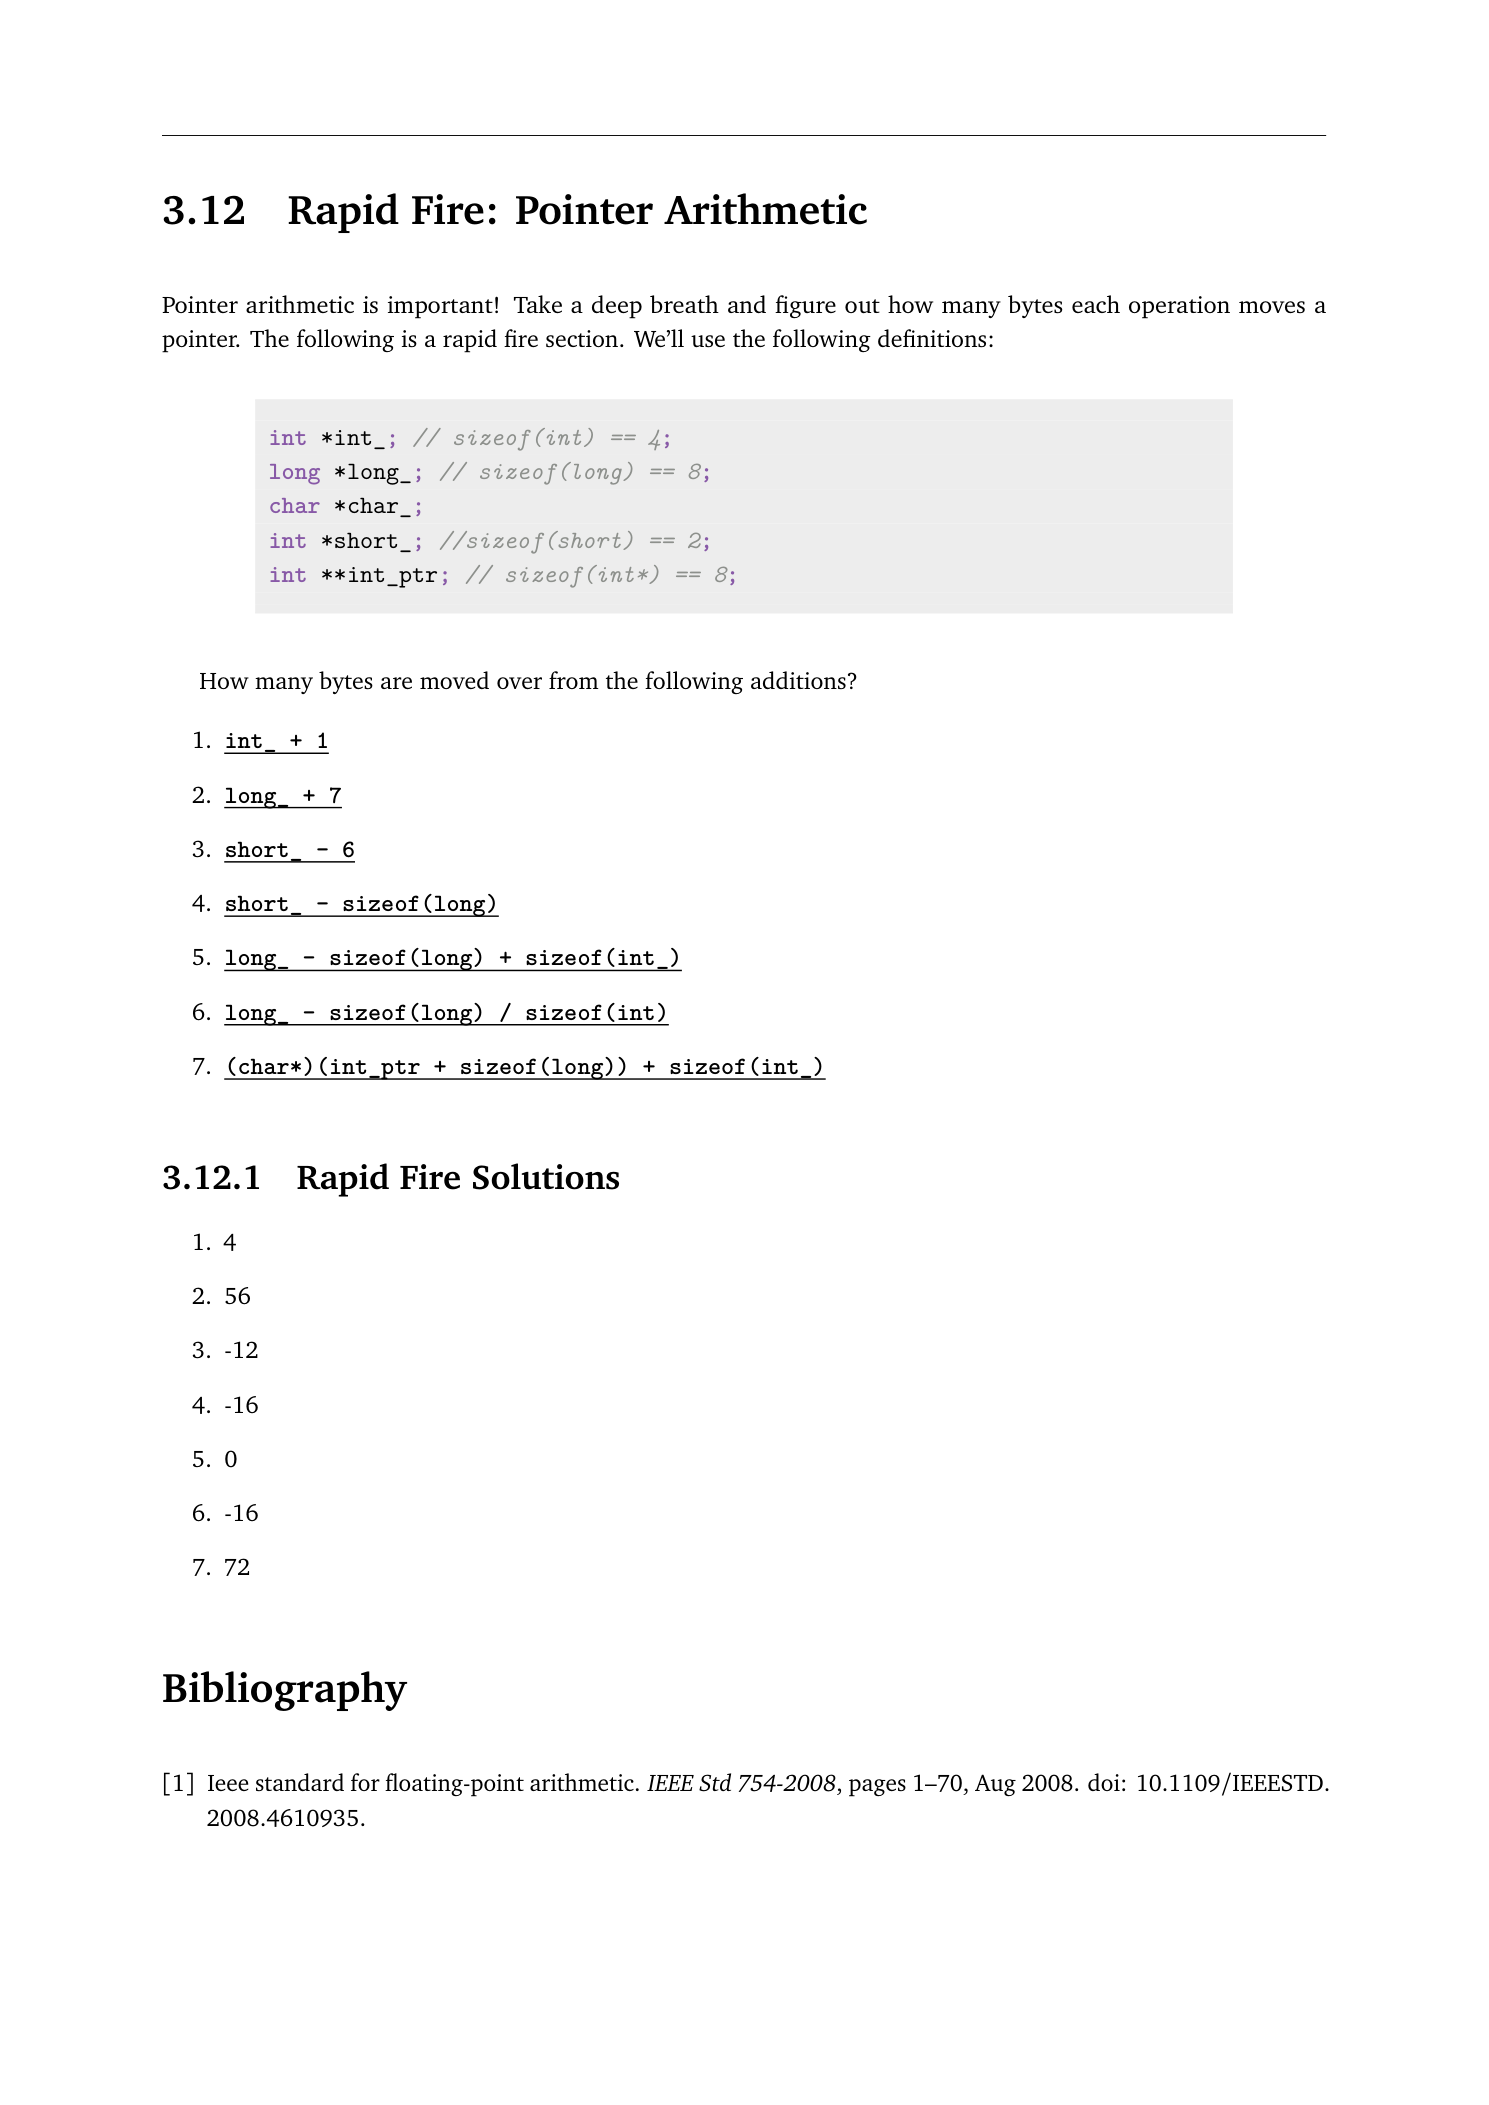 3.12 Rapid Fire: Pointer Arithmetic
Pointer arithmetic is important! Take a deep breath and figure out how many bytes each operation moves a
pointer. The following is a rapid fire section. We'll use the following definitions:
int *int_; // sizeof(int) == 4;
long *long_; // sizeof(long) == 8;
char *char_;
int *short_; //sizeof(short) == 2;
int **int_ptr; // sizeof(int*) == 8;
How many bytes are moved over from the following additions?
1. int_ + 1
2. long_ + 7
3. short_ - 6
4. short_ - sizeof(long)
5. long_ - sizeof(long) + sizeof(int_)
6. long_ - sizeof(long) / sizeof(int)
7. (char*)(int_ptr + sizeof(long)) + sizeof(int_)
3.12.1 Rapid Fire Solutions
1. 4
2. 56
3. -12
4. -16
5. 0
6. -16
7. 72
Bibliography
[1] Ieee standard for floating-point arithmetic. IEEE Std 754-2008, pages 1–70, Aug 2008. doi: 10.1109/IEEESTD.
2008.4610935.